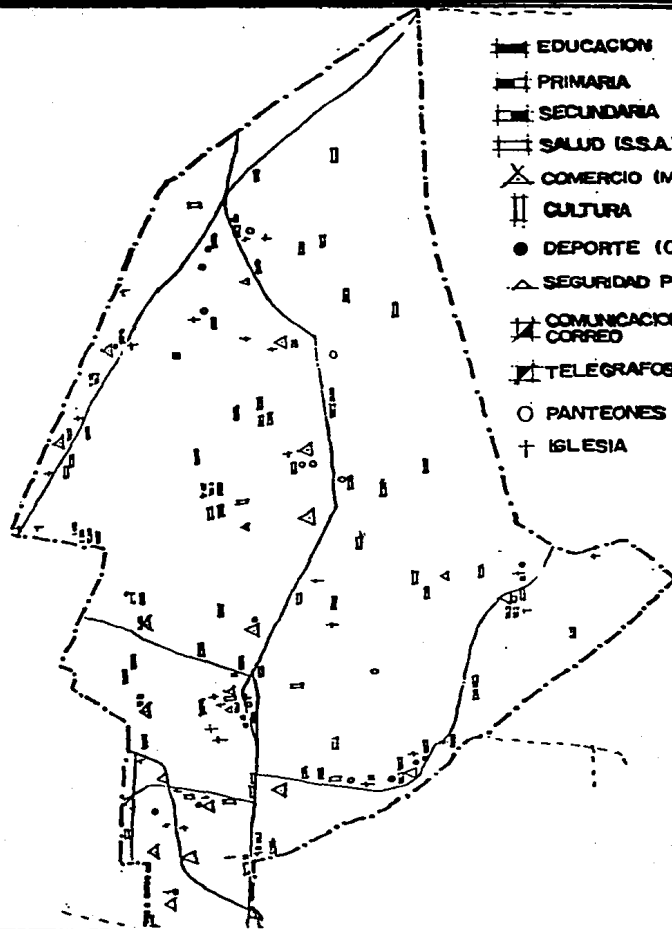 EDUCACION
PRIMARIA
SECUNDARIA
SALUD (S.S.A.
COMERCIO (M
CULTURA
DEPORTE (
SEGURIDAD P
COMUNICACION
CORREO
TELEGRAFOS
PANTEONES
IGLESIA